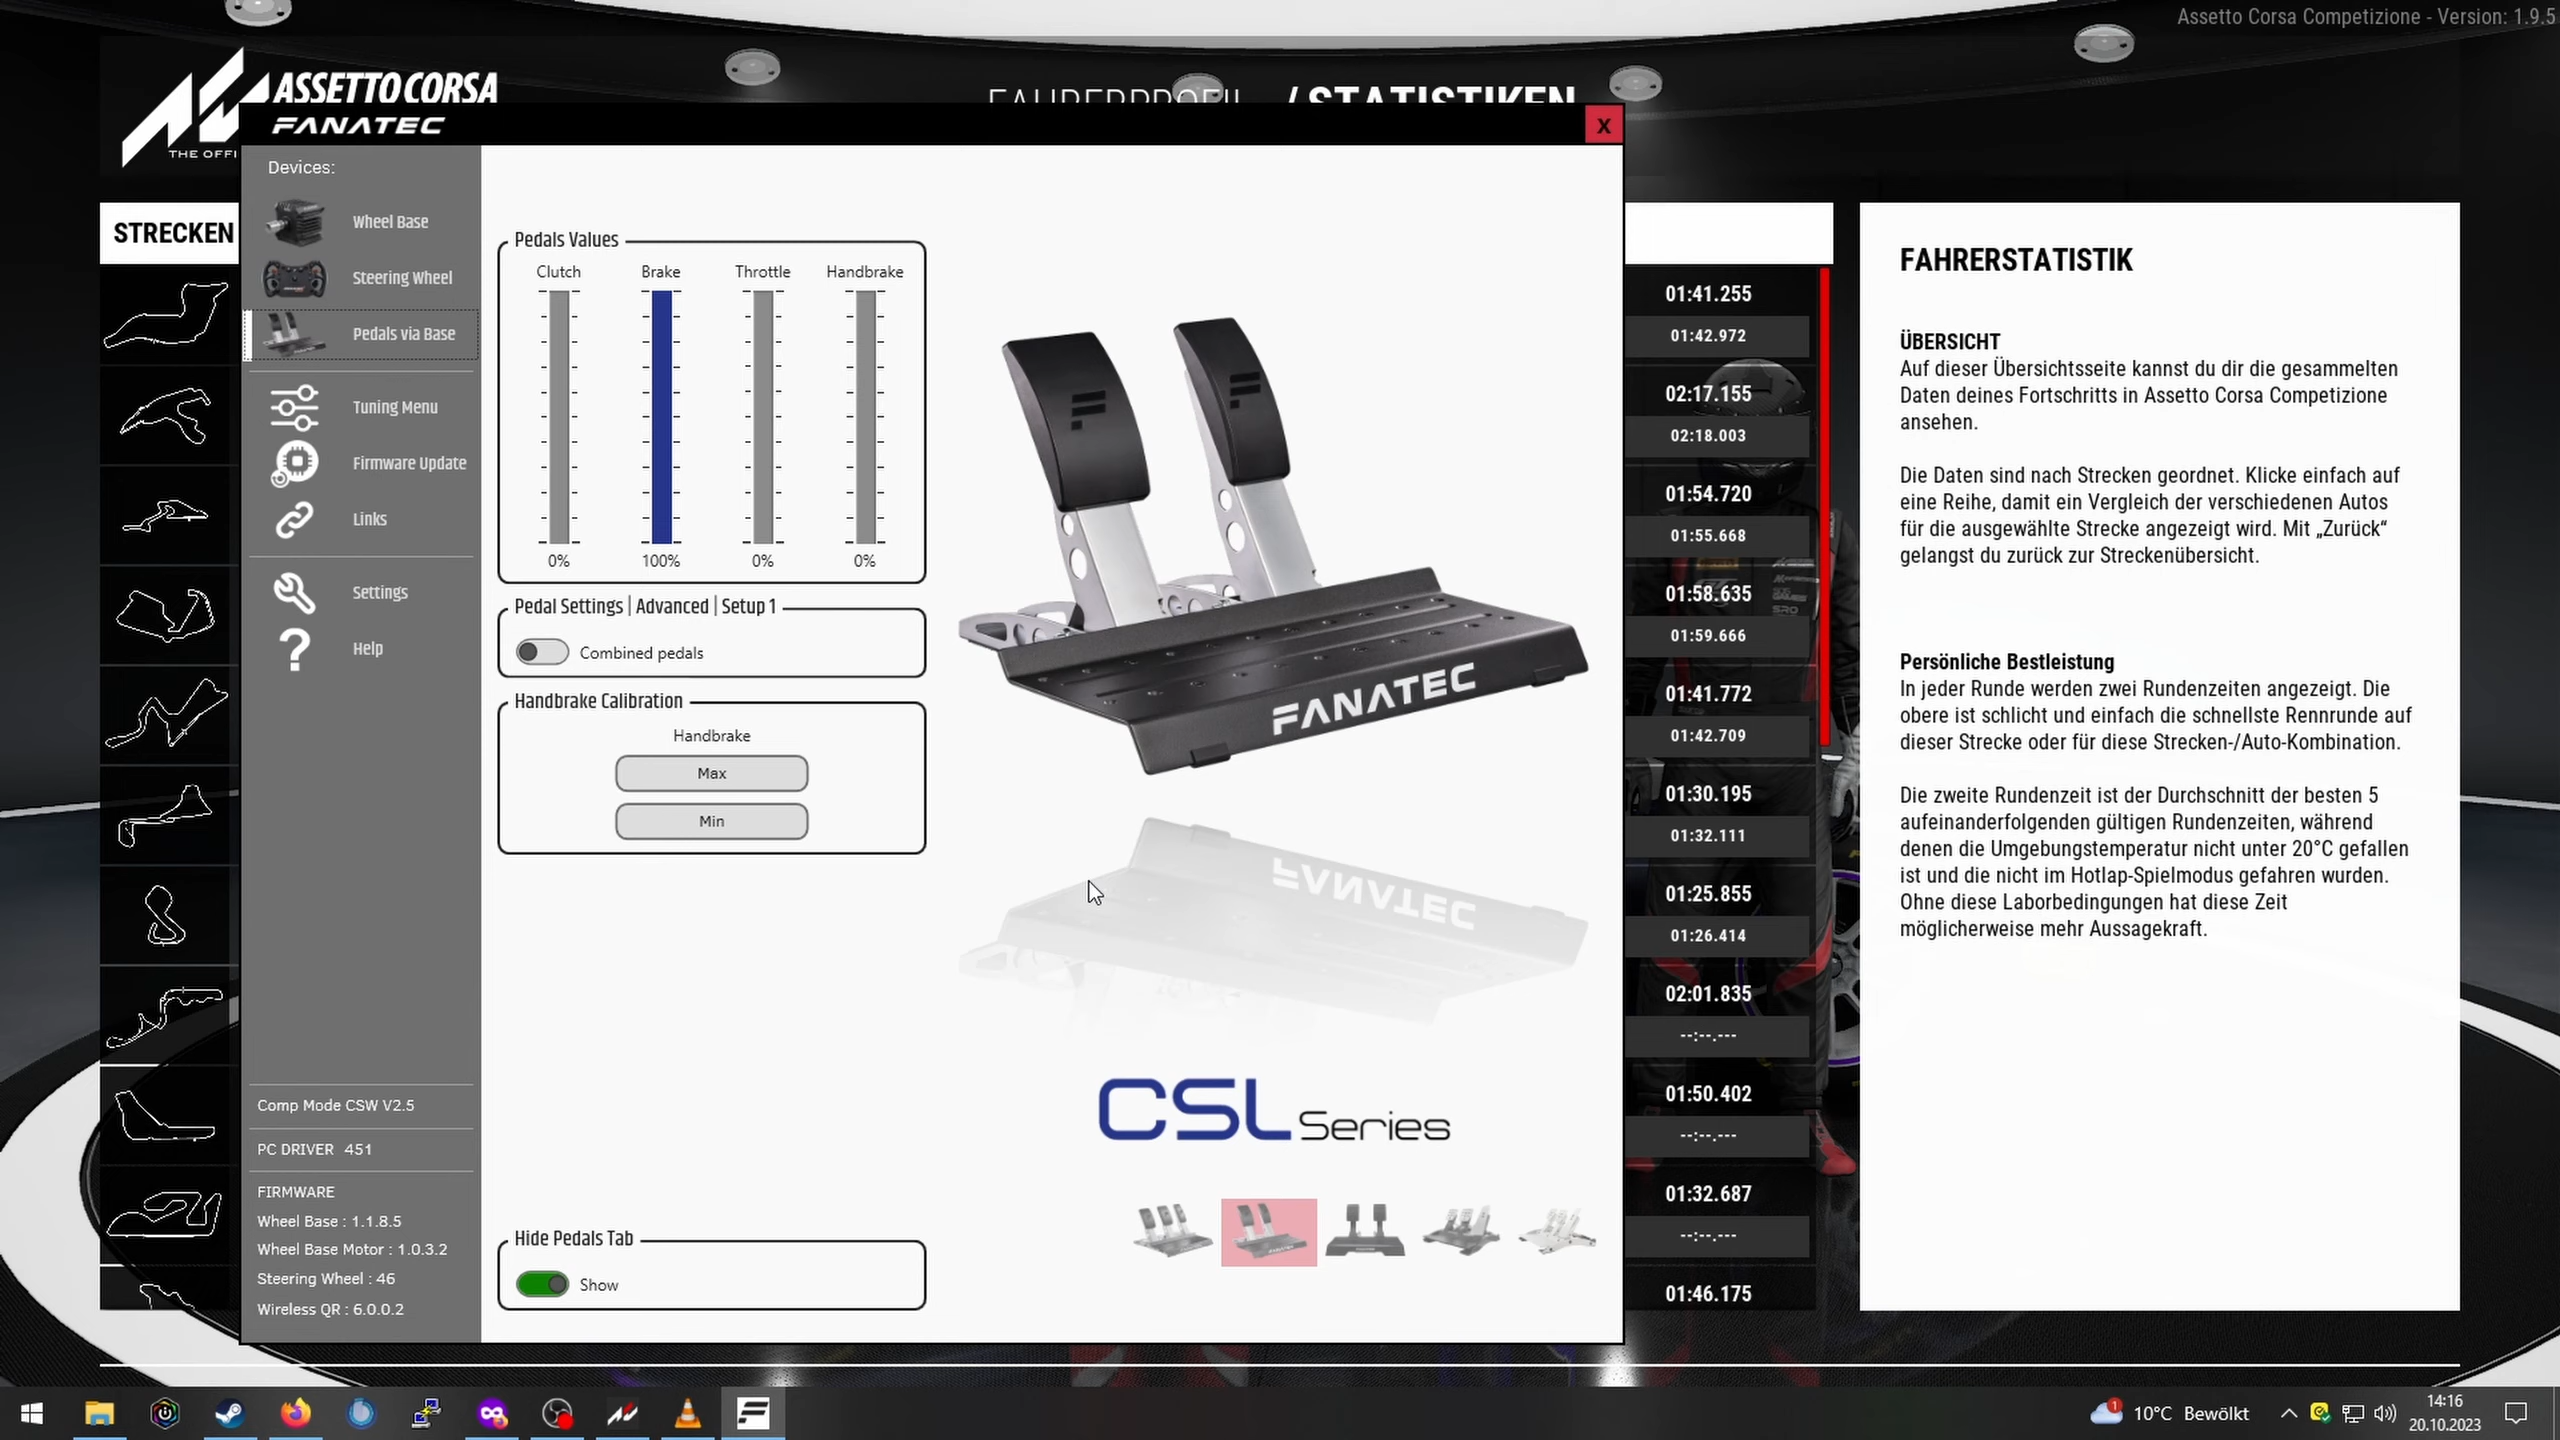 Assetto Corsa Competizione - Version: 1.9.5
ASSETTO CORSA
THE OFFI
FAHRERPROFIL / STATISTIKEN
FANATEC
X
Devices:
Wheel Base
Steering Wheel
Pedals via Base
Tuning Menu
Firmware Update
Links
Settings
Help
Comp Mode CSW V2.5
PC DRIVER 451
FIRMWARE
Wheel Base : 1.1.8.5
Wheel Base Motor : 1.0.3.2
Steering Wheel : 46
Wireless QR : 6.0.0.2
STRECKEN
Pedals Values
Clutch Brake Throttle Handbrake
0% 100% 0% 0%
Pedal Settings | Advanced | Setup 1
Combined pedals
Handbrake Calibration
Handbrake
Max
Min
Hide Pedals Tab
Show
FANATEC
FANATEC
CSL Series
01:41.255
01:42.972
02:17.155
02:18.003
01:54.720
01:55.668
01:58.635
01:59.666
01:41.772
01:42.709
01:30.195
01:32.111
01:25.855
01:26.414
02:01.835
--:--.---
01:50.402
--:--.---
01:32.687
--:--.---
01:46.175
FAHRERSTATISTIK
ÜBERSICHT
Auf dieser Übersichtsseite kannst du dir die gesammelten
Daten deines Fortschritts in Assetto Corsa Competizione
ansehen.
Die Daten sind nach Strecken geordnet. Klicke einfach auf
eine Reihe, damit ein Vergleich der verschiedenen Autos
für die ausgewählte Strecke angezeigt wird. Mit „Zurück“
gelangst du zurück zur Streckenübersicht.
Persönliche Bestleistung
In jeder Runde werden zwei Rundenzeiten angezeigt. Die
obere ist schlicht und einfach die schnellste Rennrunde auf
dieser Strecke oder für diese Strecken-/Auto-Kombination.
Die zweite Rundenzeit ist der Durchschnitt der besten 5
aufeinanderfolgenden gültigen Rundenzeiten, während
denen die Umgebungstemperatur nicht unter 20°C gefallen
ist und die nicht im Hotlap-Spielmodus gefahren wurden.
Ohne diese Laborbedingungen hat diese Zeit
möglicherweise mehr Aussagekraft.
1
10°C Bewölkt
14:16
20.10.2023